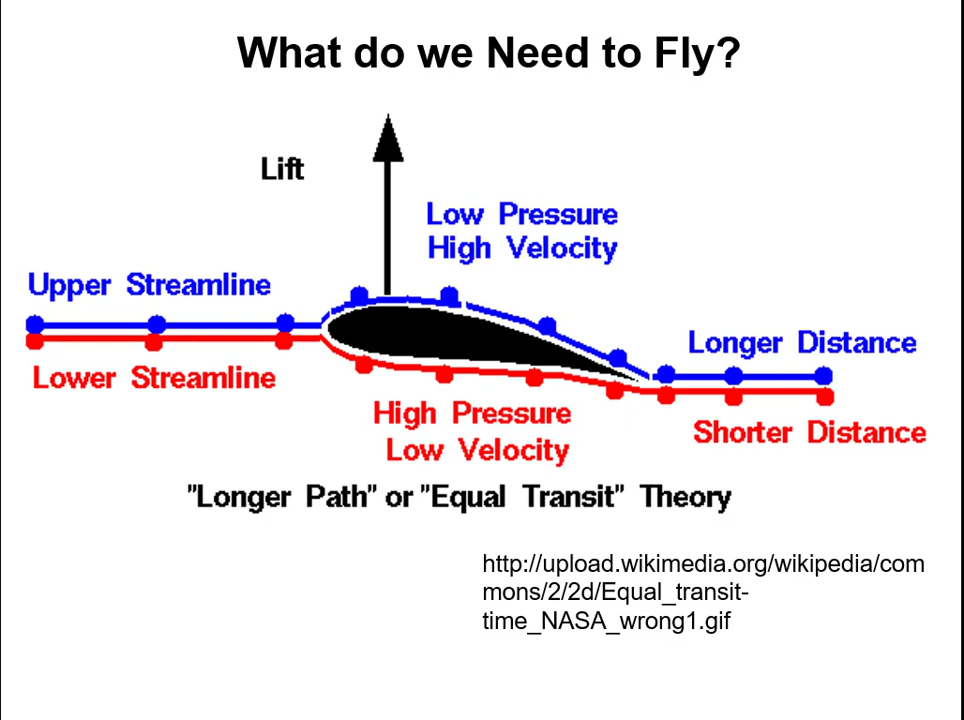 What do we Need to Fly?
Lift
Low Pressure
High Velocity
Upper Streamline
Lower Streamline
Longer Distance
Shorter Distance
High Pressure
Low Velocity
"Longer Path" or "Equal Transit" Theory
http://upload.wikimedia.org/wikipedia/com
mons/2/2d/Equal_transit-
time_NASA_wrong1.gif